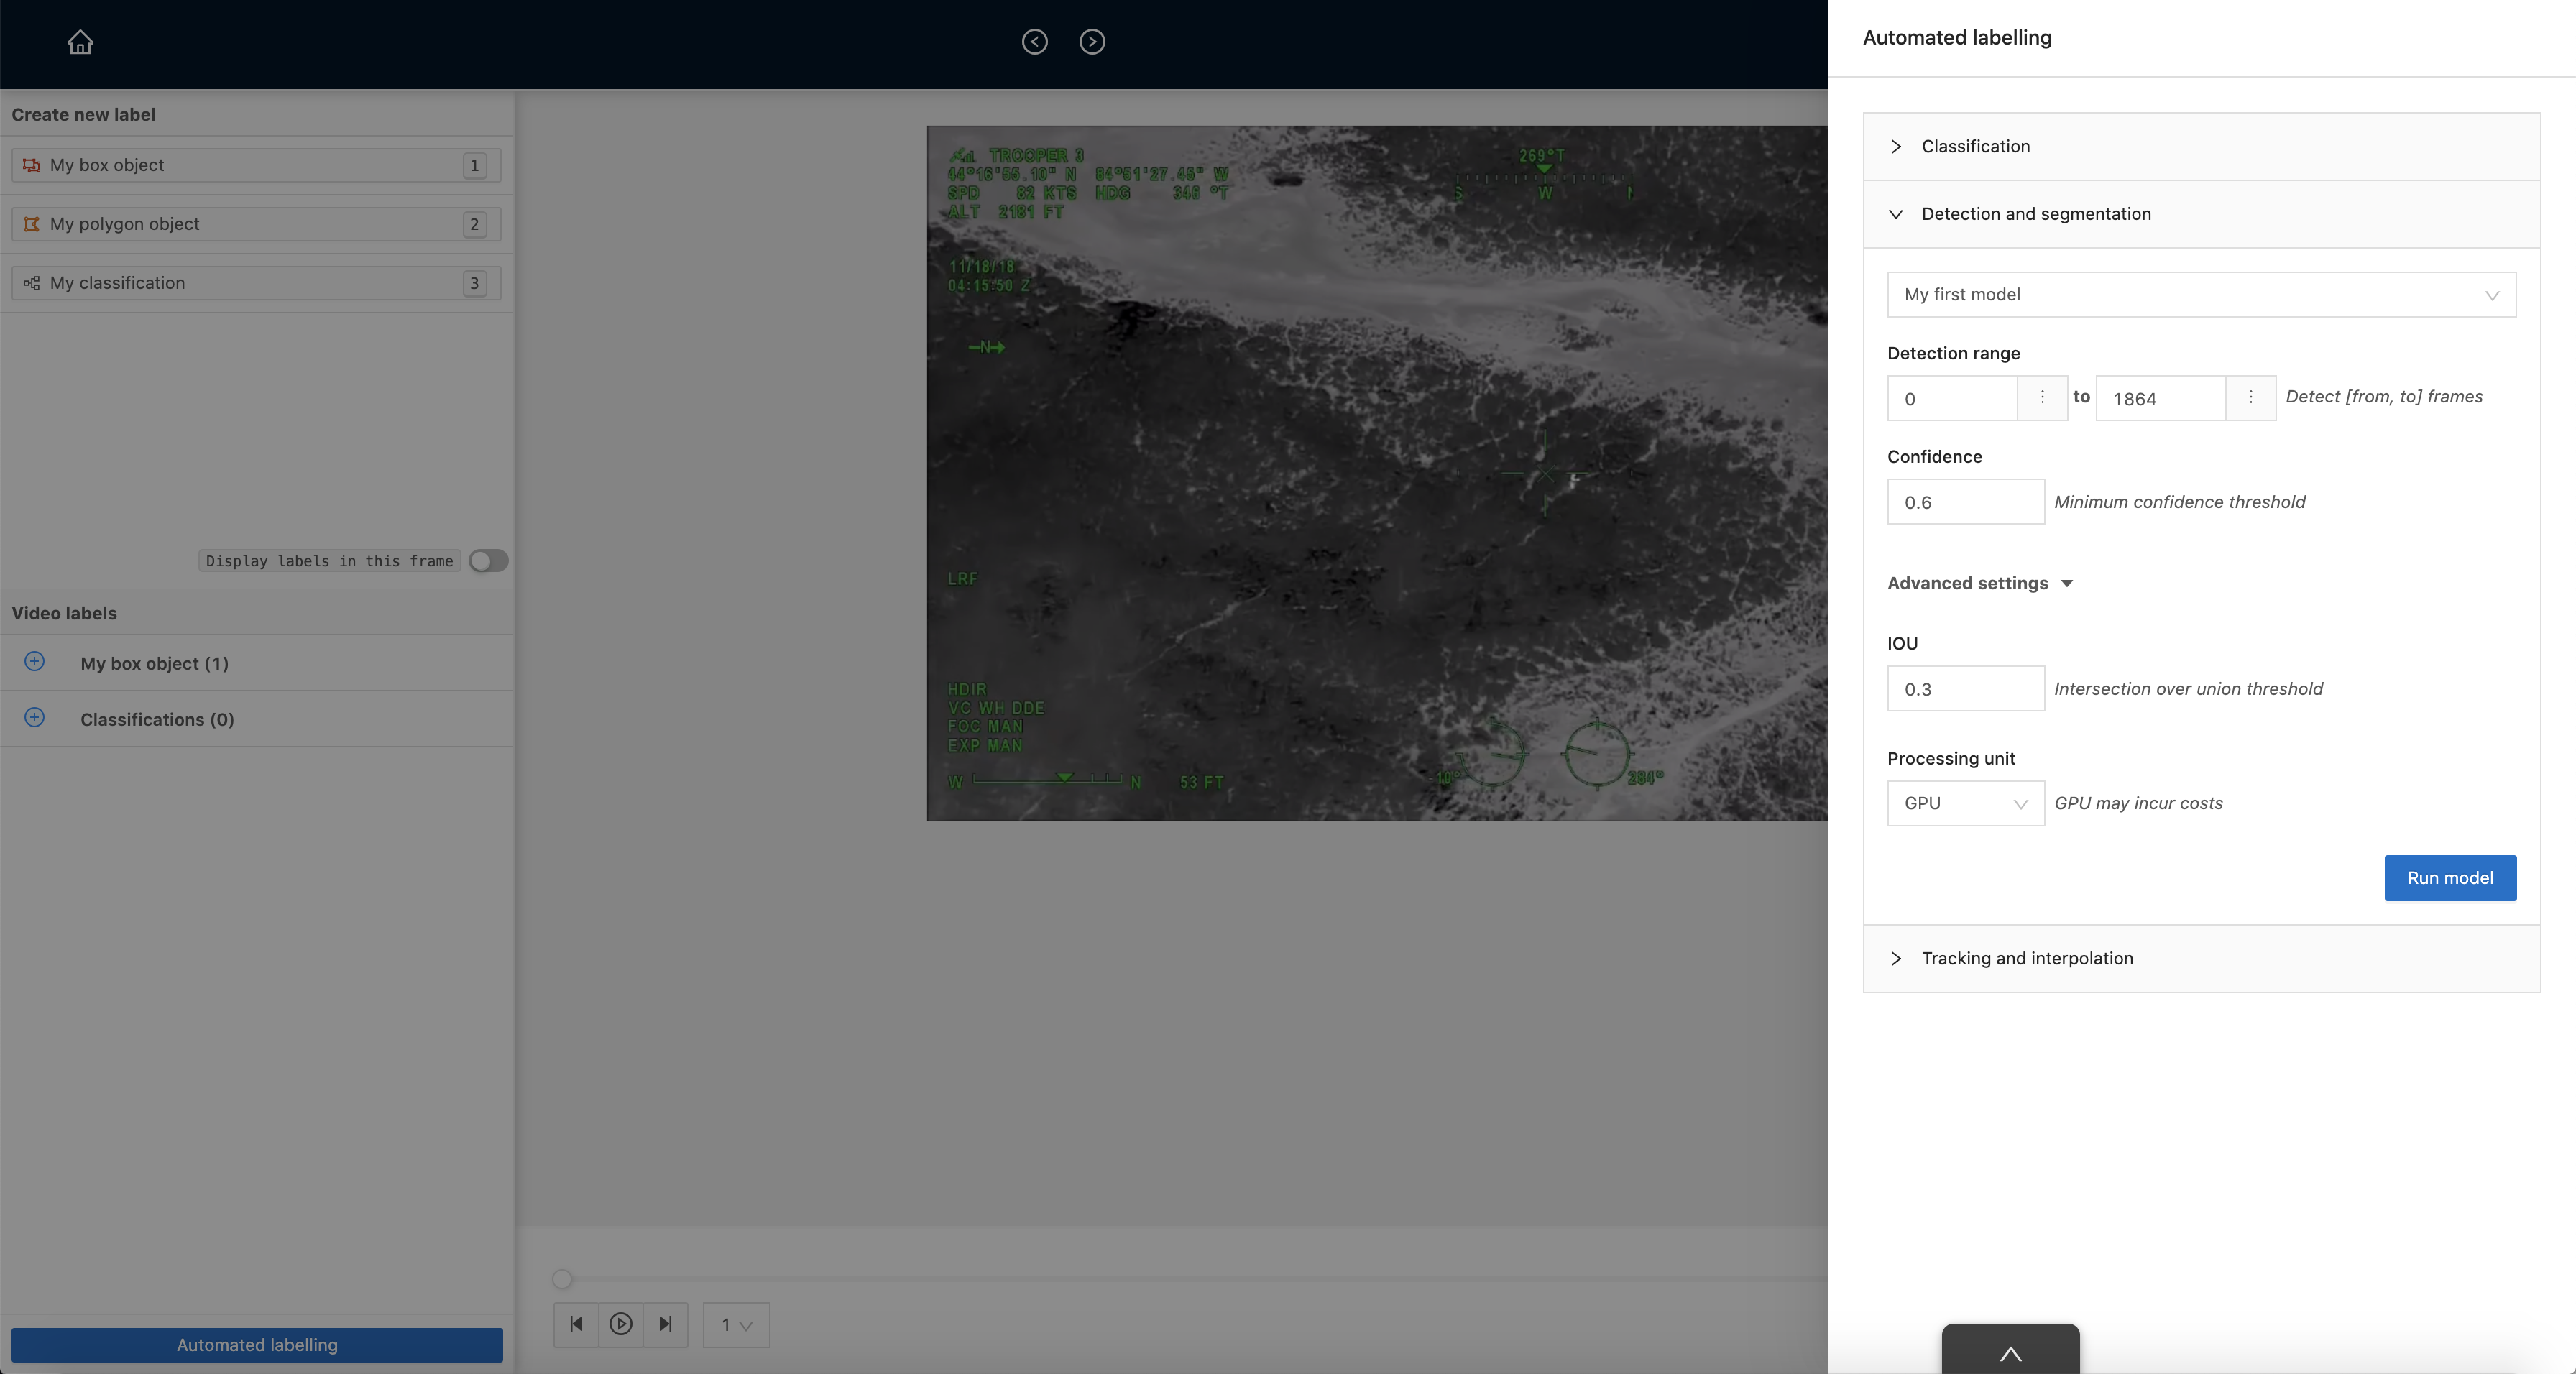 Automated labelling
Create new label
My box object 1
My polygon object 2
My classification 3
Display labels in this frame
Video labels
My box object (1)
Classifications (0)
Automated labelling
TROOPER 3
44°16'55.10" N 84°51'27.45" W
SPD 82 KTS HDG 346 °T
ALT 2181 FT
11/18/18
04:15:50 Z
N
269°T
S W N
LRF
HDIR
VC WH DDE
FOC MAN
EXP MAN
W N 53 FT
-10°
284°
1
Classification
Detection and segmentation
My first model
Detection range
0 to 1864 Detect [from, to] frames
Confidence
0.6 Minimum confidence threshold
Advanced settings
IOU
0.3 Intersection over union threshold
Processing unit
GPU GPU may incur costs
Run model
Tracking and interpolation